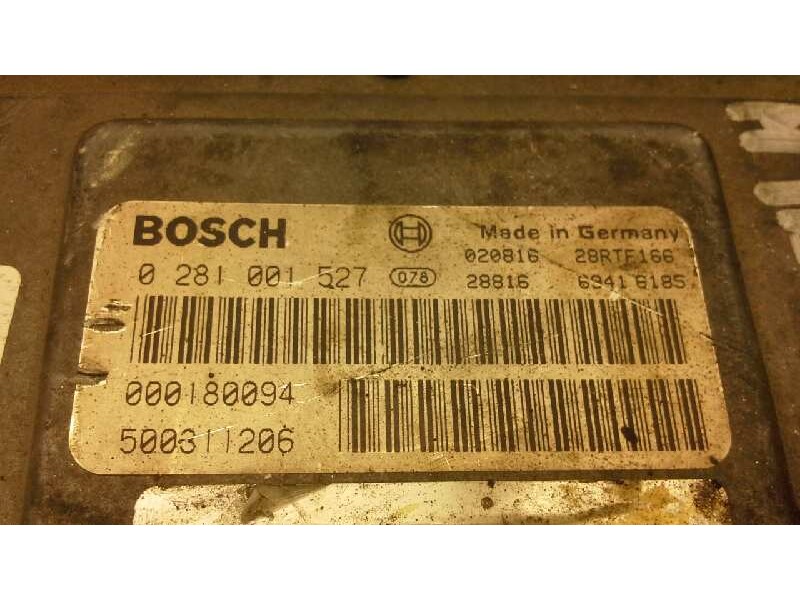 BOSCH
Made in Germany
020816 28RTF166
0 281 001 527 078
28816 6941 6185
000180094
500311206